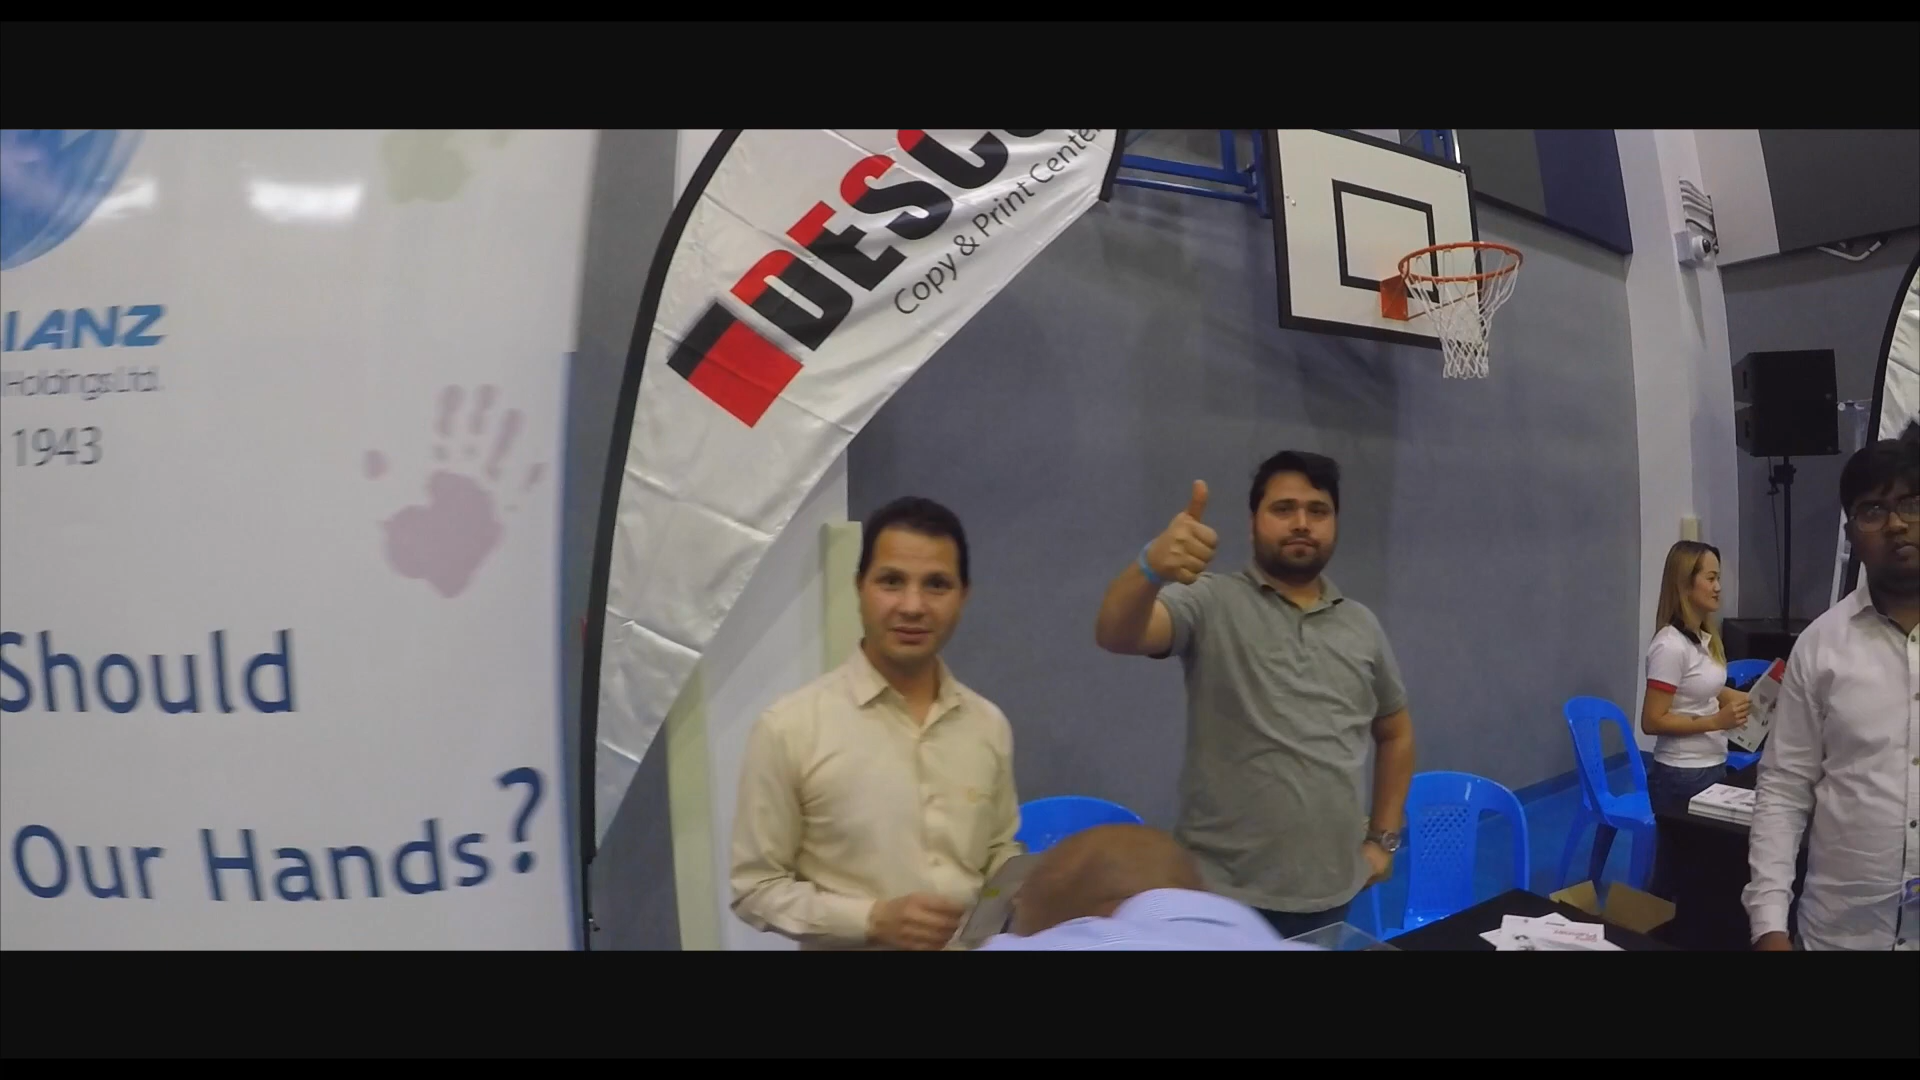 IANZ
Holdings Ltd.
1943
Should
Our Hands?
DESC
Copy & Print Center